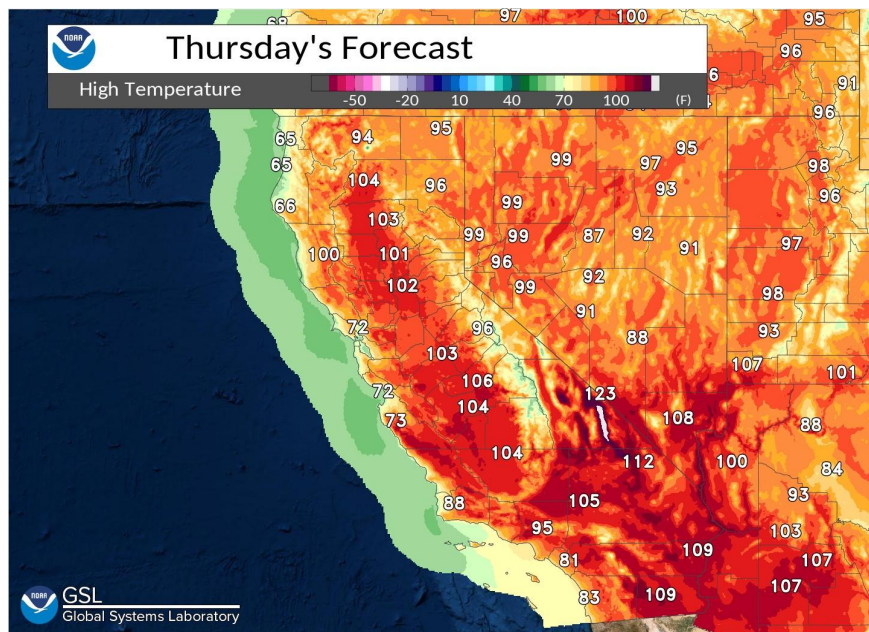 68 97 100 95
NOAA
Thursday's Forecast
96
High Temperature
-50 -20 10 40 70 100 (F)
91
96
65 94 95 99 97 95
65 98
104 96 93 96
66 99
103
99 99 87 92 91 97
100 101 96
102 99 92 98
91
72 96 88 93
103 107 101
106
72 123
104 108 88
73
104 112 100 84
88 105 93
95 103
81 109 107
83 109 107
NOAA
GSL
Global Systems Laboratory